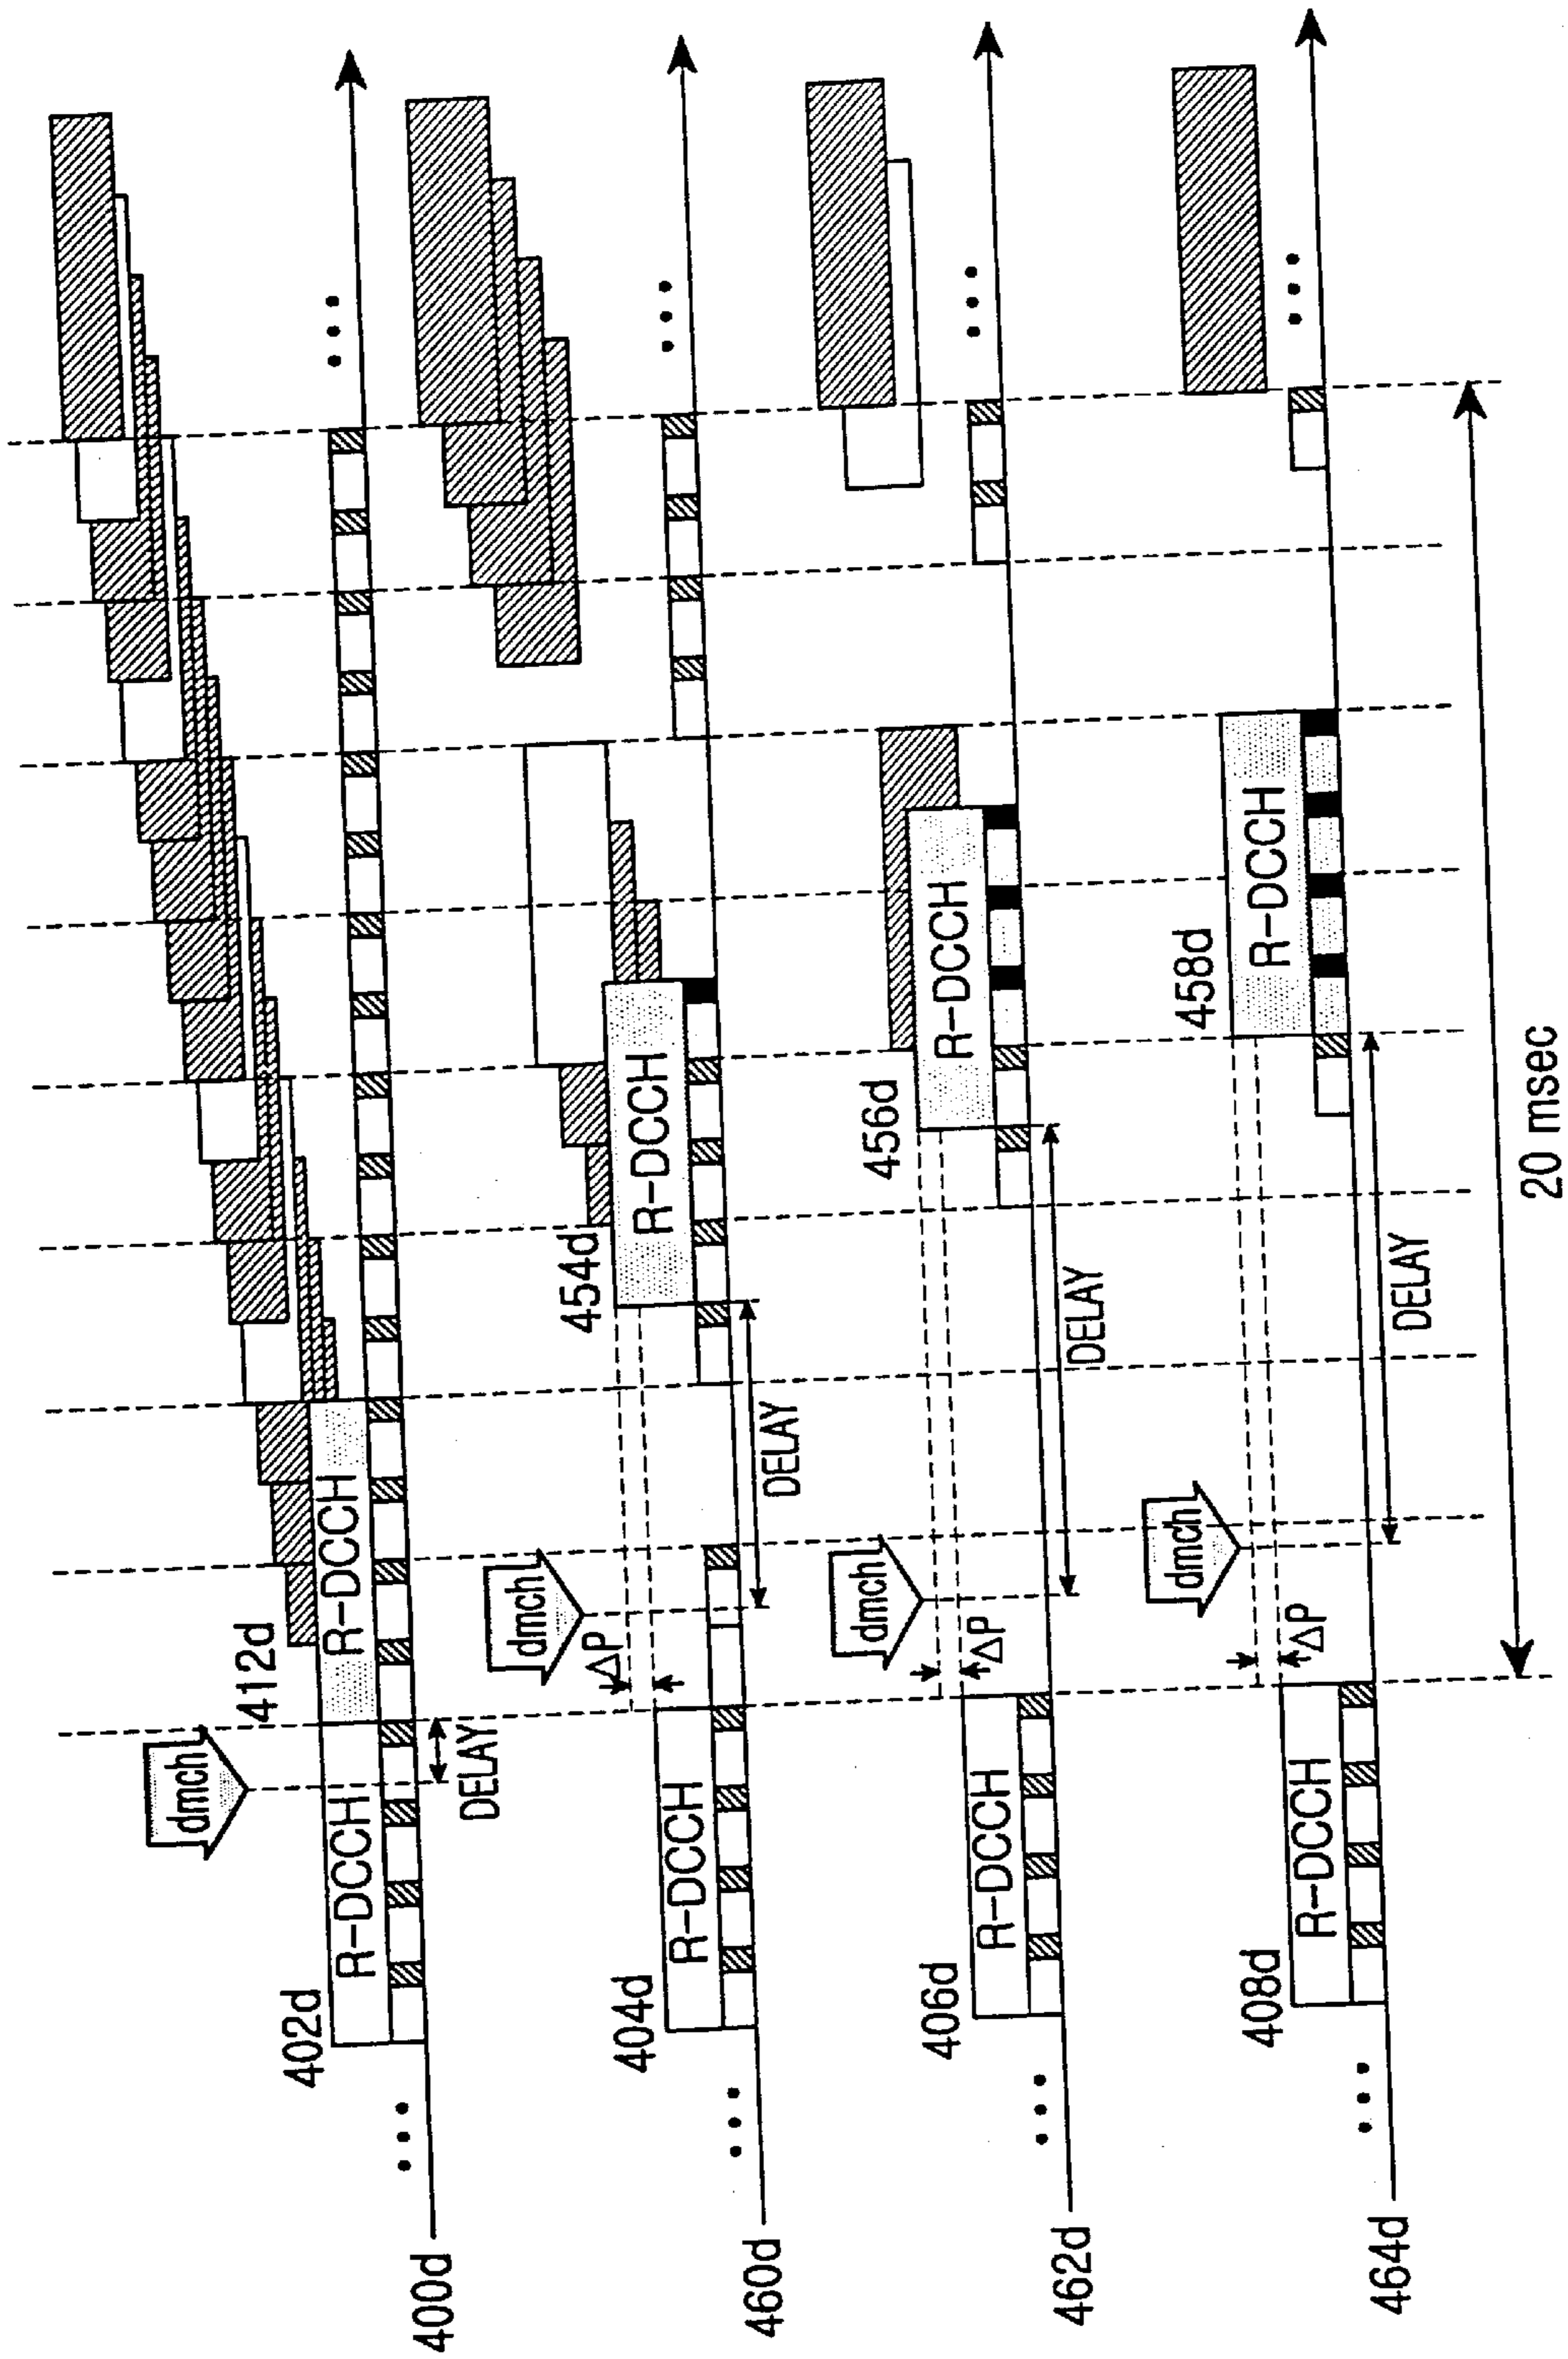 dmch
402d
R-DCCH
412d
R-DCCH
DELAY
400d
dmch
ΔP
404d
R-DCCH
454d
R-DCCH
DELAY
460d
dmch
ΔP
406d
R-DCCH
456d
R-DCCH
DELAY
462d
dmch
ΔP
408d
R-DCCH
458d
R-DCCH
DELAY
464d
20 msec